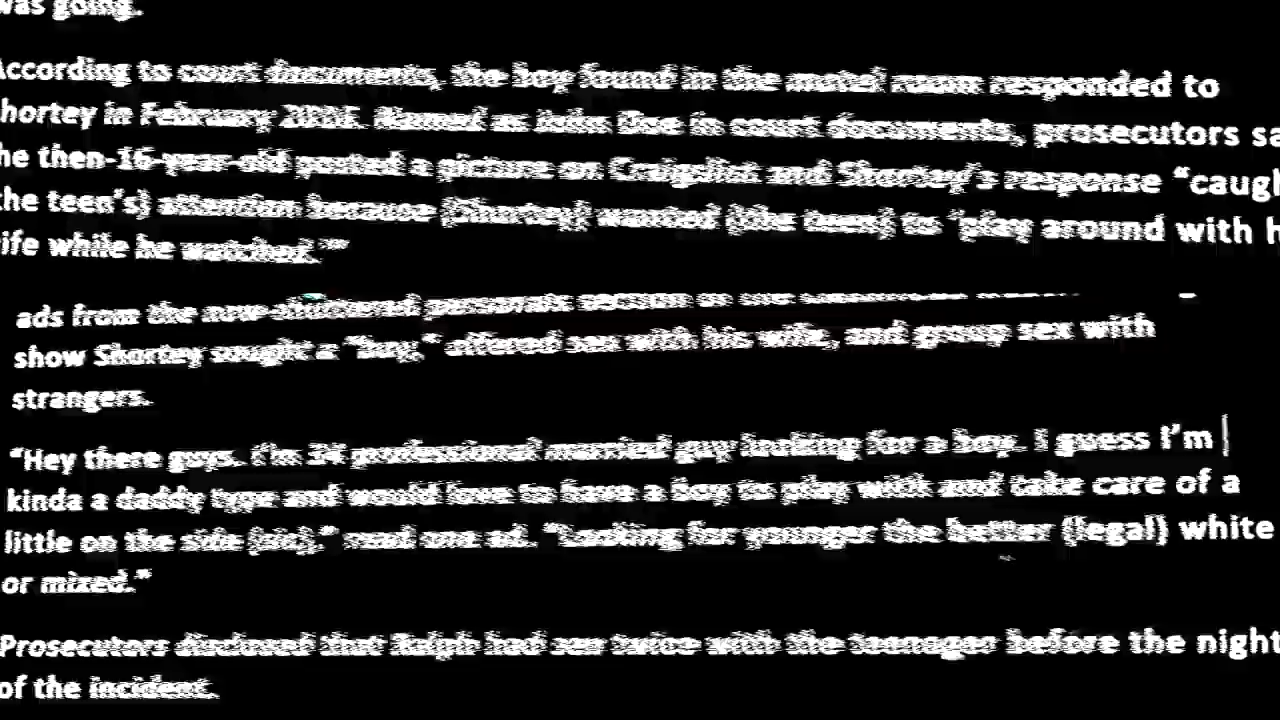 was going.
According to court documents, the boy found in the motel room responded to
hortey in February 2016. Named as John Doe in court documents, prosecutors sa
he then-16-year-old posted a picture on Craigslist and Shortey's response “caugh
the teen's) attention because (Shortey) wanted (the teen) to ‘play around with h
ife while he watched.’”
ads from the now-shuttered personals section on the
show Shortey sought a “boy,” offered sex with his wife, and group sex with
strangers.
“Hey there guys. I'm 34 professional married guy looking for a boy. I guess I'm
kinda a daddy type and would love to have a boy to play with and take care of a
little on the side (sic),” read one ad. “Looking for younger the better (legal) white
or mixed.”
Prosecutors disclosed that Ralph had sex twice with the teenager before the night
of the incident.